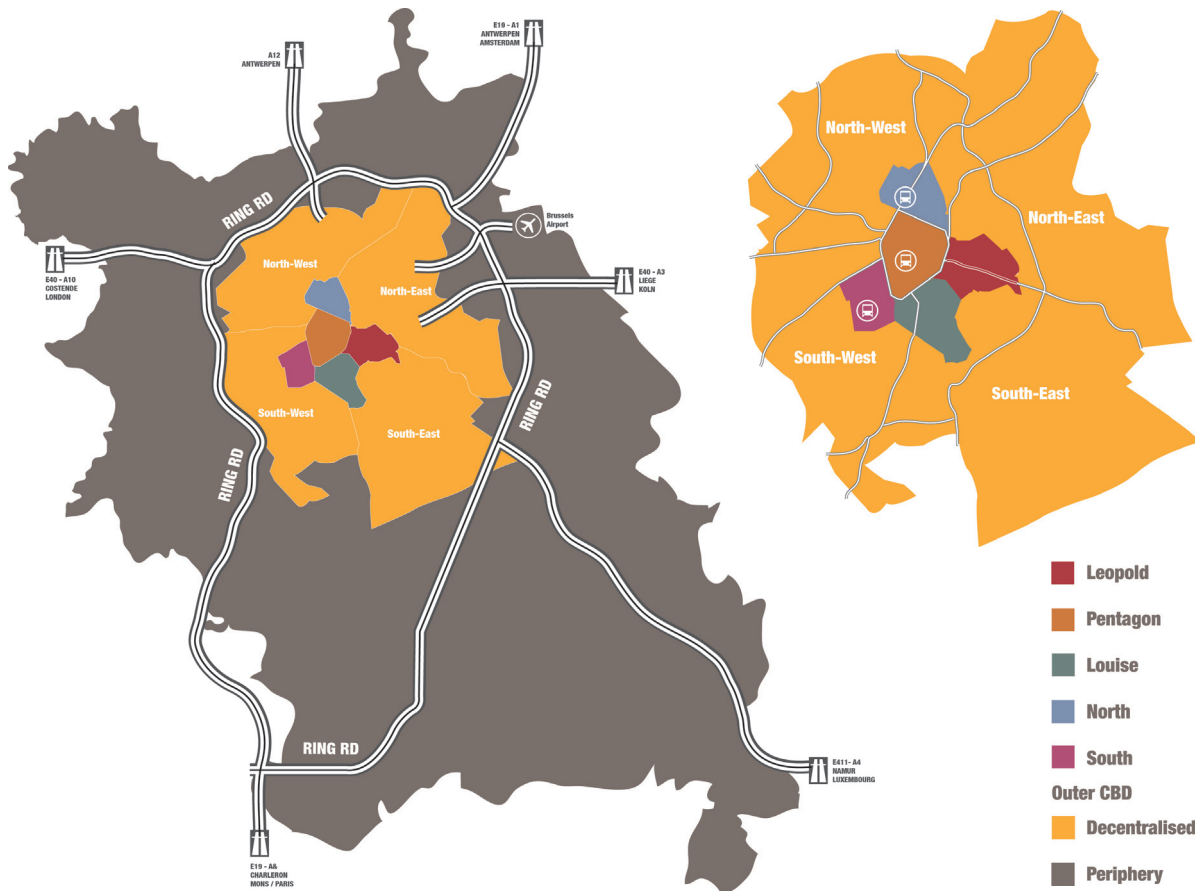 E19 - A1
ANTWERPEN
AMSTERDAM
A12
ANTWERPEN
RING RD
Brussels
Airport
E40 - A10
COSTENDE
LONDON
E40 - A3
LIEGE
KOLN
North-West
North-East
South-West
South-East
RING RD
RING RD
RING RD
E411- A4
NAMUR
LUXEMBOURG
E19 - A&
CHARLERON
MONS / PARIS
North-West
North-East
South-West
South-East
Leopold
Pentagon
Louise
North
South
Outer CBD
Decentralised
Periphery